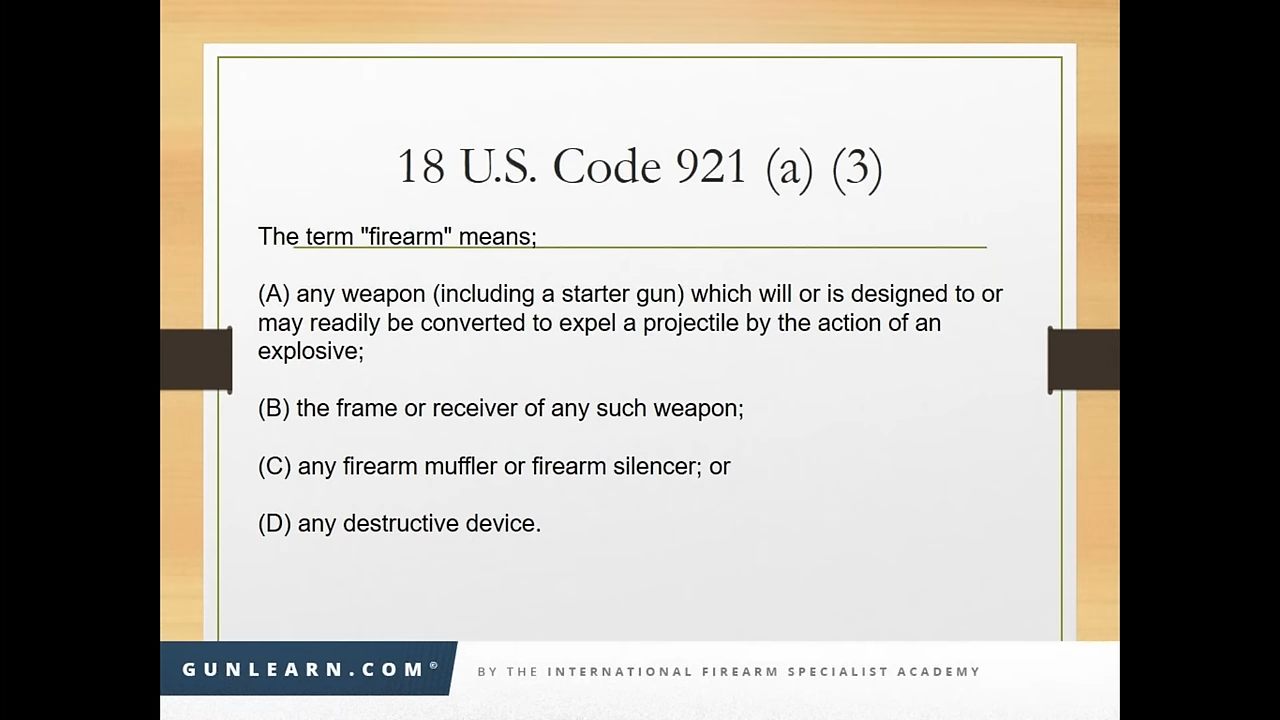 18 U.S. Code 921 (a) (3)
The term "firearm" means;
(A) any weapon (including a starter gun) which will or is designed to or
may readily be converted to expel a projectile by the action of an
explosive;
(B) the frame or receiver of any such weapon;
(C) any firearm muffler or firearm silencer; or
(D) any destructive device.
GUNLEARN.COM©
BY THE INTERNATIONAL FIREARM SPECIALIST ACADEMY